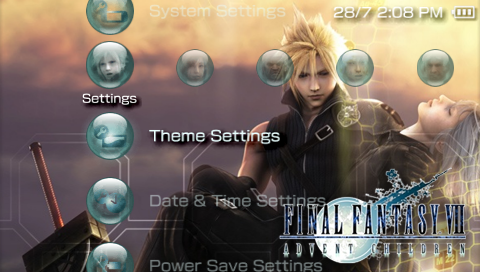 System Settings
28/7 2:08 PM
Settings
Theme Settings
Date & Time Settings
FINAL FANTASY VII
ADVENT CHILDREN
Power Save Settings